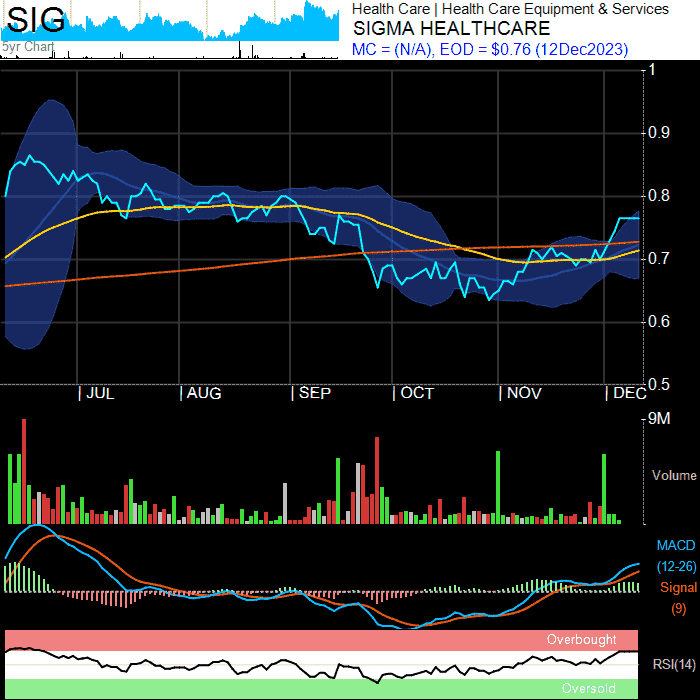 SIG
5yr Chart
Health Care | Health Care Equipment & Services
SIGMA HEALTHCARE
MC = (N/A), EOD = $0.76 (12Dec2023)
1
0.9
0.8
0.7
0.6
0.5
| JUL | AUG | SEP | OCT | NOV | DEC
9M
Volume
MACD
(12-26)
Signal
(9)
Overbought
RSI(14)
Oversold